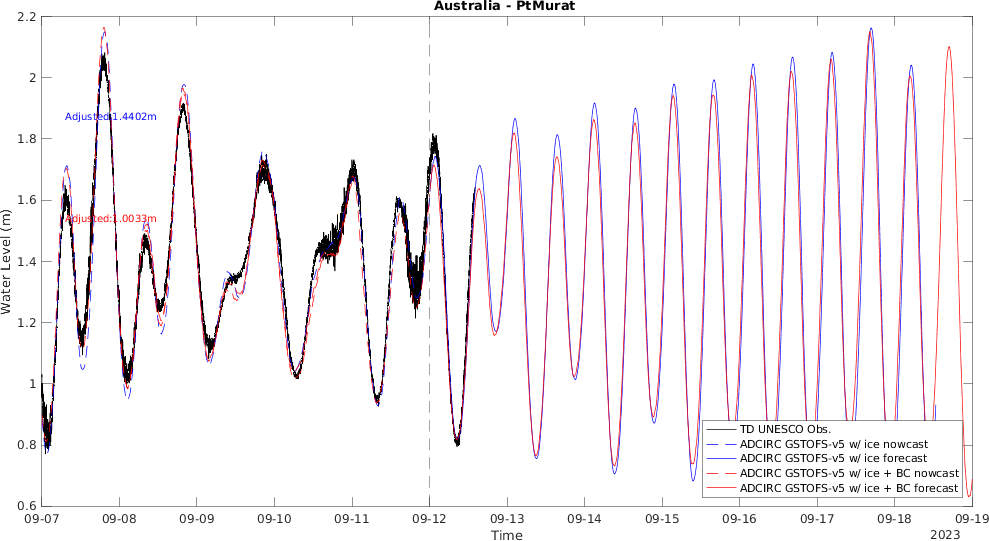 Australia - PtMurat
2.2
2
1.8
1.6
1.4
1.2
1
0.8
0.6
Water Level (m)
Adjusted:1.4402m
Adjusted:1.0033m
TD UNESCO Obs.
ADCIRC GSTOFS-v5 w/ ice nowcast
ADCIRC GSTOFS-v5 w/ ice forecast
ADCIRC GSTOFS-v5 w/ ice + BC nowcast
ADCIRC GSTOFS-v5 w/ ice + BC forecast
09-07 09-08 09-09 09-10 09-11 09-12 09-13 09-14 09-15 09-16 09-17 09-18 09-19
Time
2023